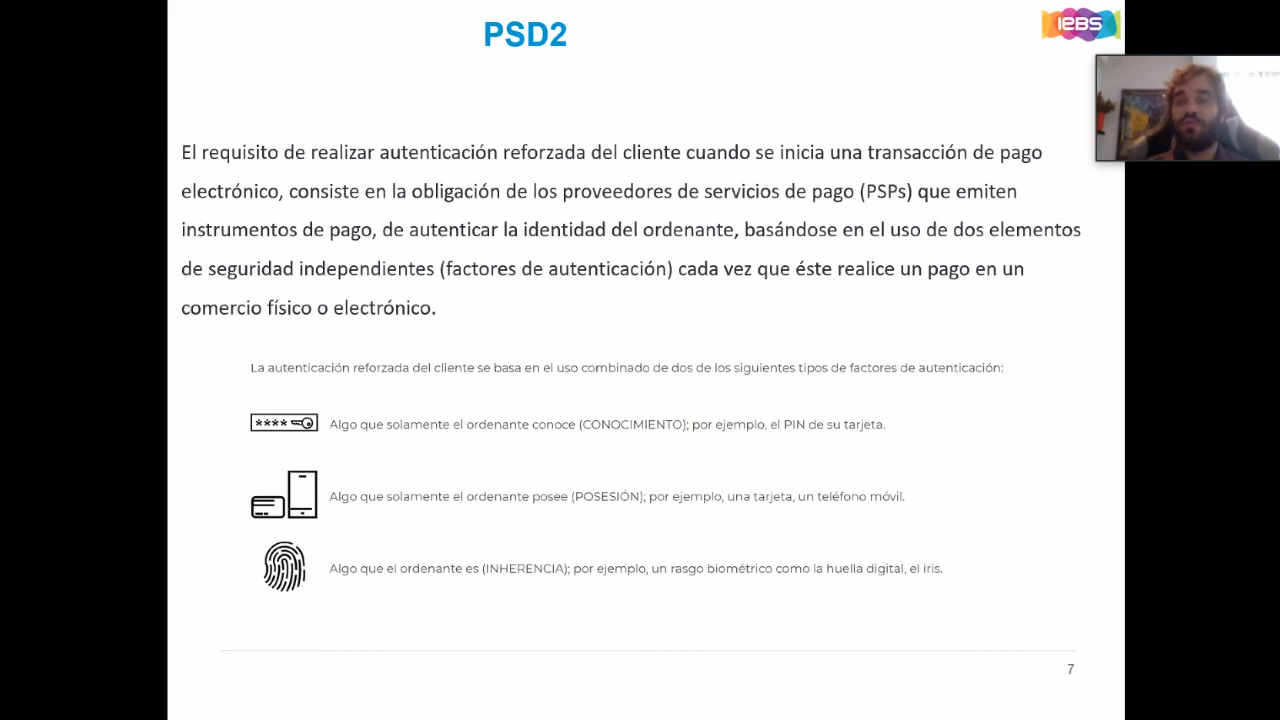 PSD2
iEBS
El requisito de realizar autenticación reforzada del cliente cuando se inicia una transacción de pago
electrónico, consiste en la obligación de los proveedores de servicios de pago (PSPs) que emiten
instrumentos de pago, de autenticar la identidad del ordenante, basándose en el uso de dos elementos
de seguridad independientes (factores de autenticación) cada vez que éste realice un pago en un
comercio físico o electrónico.
La autenticación reforzada del cliente se basa en el uso combinado de dos de los siguientes tipos de factores de autenticación:
****
Algo que solamente el ordenante conoce (CONOCIMIENTO); por ejemplo, el PIN de su tarjeta.
Algo que solamente el ordenante posee (POSESIÓN); por ejemplo, una tarjeta, un teléfono móvil.
Algo que el ordenante es (INHERENCIA); por ejemplo, un rasgo biométrico como la huella digital, el iris.
7